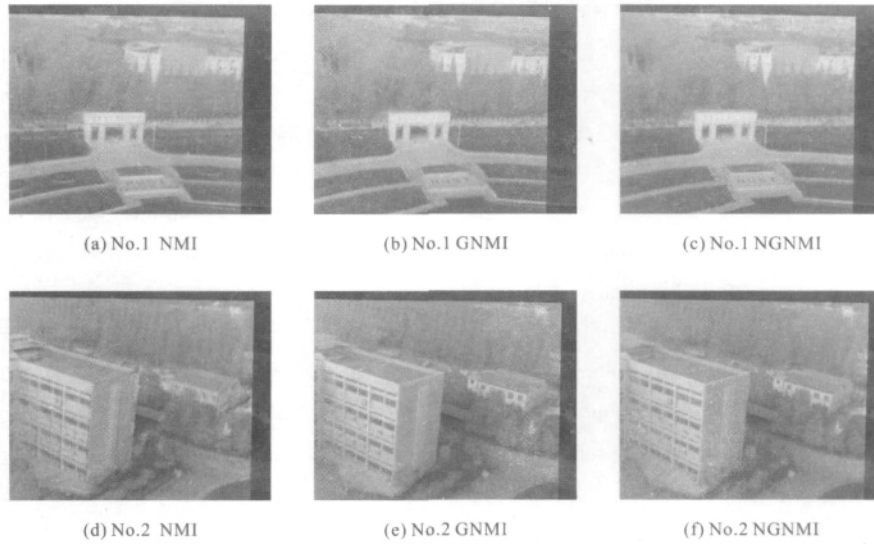 (a) No.1 NMI
(b) No.1 GNMI
(c) No.1 NGNMI
(d) No.2 NMI
(e) No.2 GNMI
(f) No.2 NGNMI